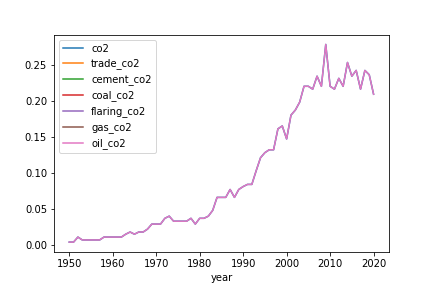 co2
trade_co2
cement_co2
coal_co2
flaring_co2
gas_co2
oil_co2
0.25
0.20
0.15
0.10
0.05
0.00
1950 1960 1970 1980 1990 2000 2010 2020
year